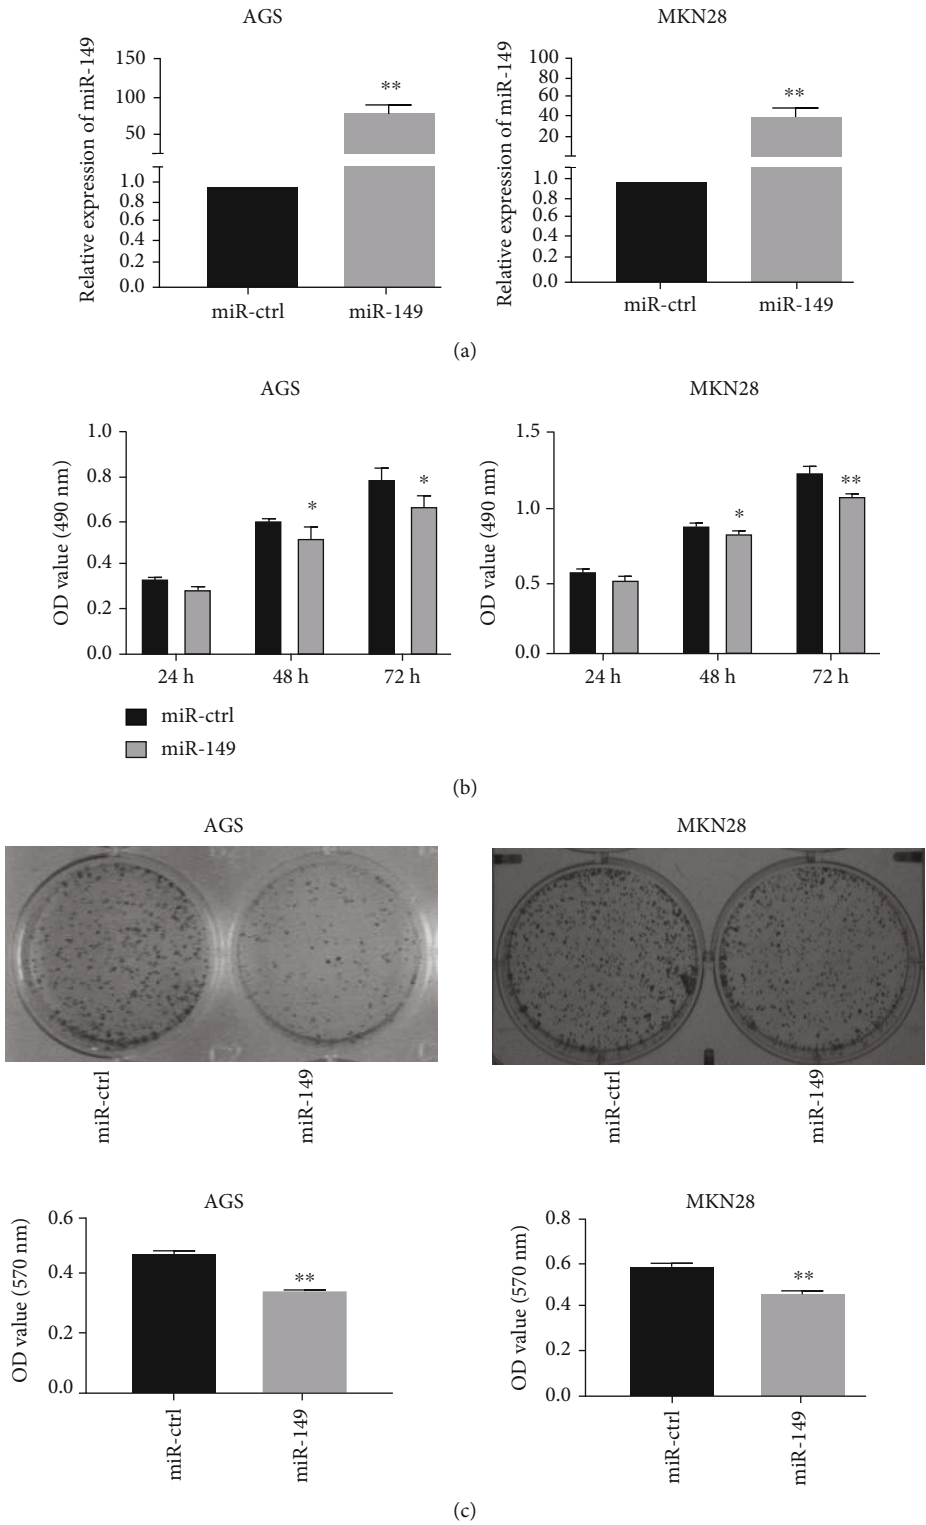 AGS
MKN28
Relative expression of miR-149
150
100
50
1.0
0.8
0.6
0.4
0.2
0.0
**
miR-ctrl
miR-149
Relative expression of miR-149
100
80
60
40
20
1.0
0.8
0.6
0.4
0.2
0.0
**
miR-ctrl
miR-149
(a)
AGS
MKN28
OD value (490 nm)
1.0
0.8
0.6
0.4
0.2
0.0
*
*
24 h
48 h
72 h
OD value (490 nm)
1.5
1.0
0.5
0.0
*
**
24 h
48 h
72 h
miR-ctrl
miR-149
(b)
AGS
MKN28
miR-ctrl
miR-149
miR-ctrl
miR-149
AGS
MKN28
OD value (570 nm)
0.6
0.4
0.2
0.0
**
miR-ctrl
miR-149
OD value (570 nm)
0.8
0.6
0.4
0.2
0.0
**
miR-ctrl
miR-149
(c)